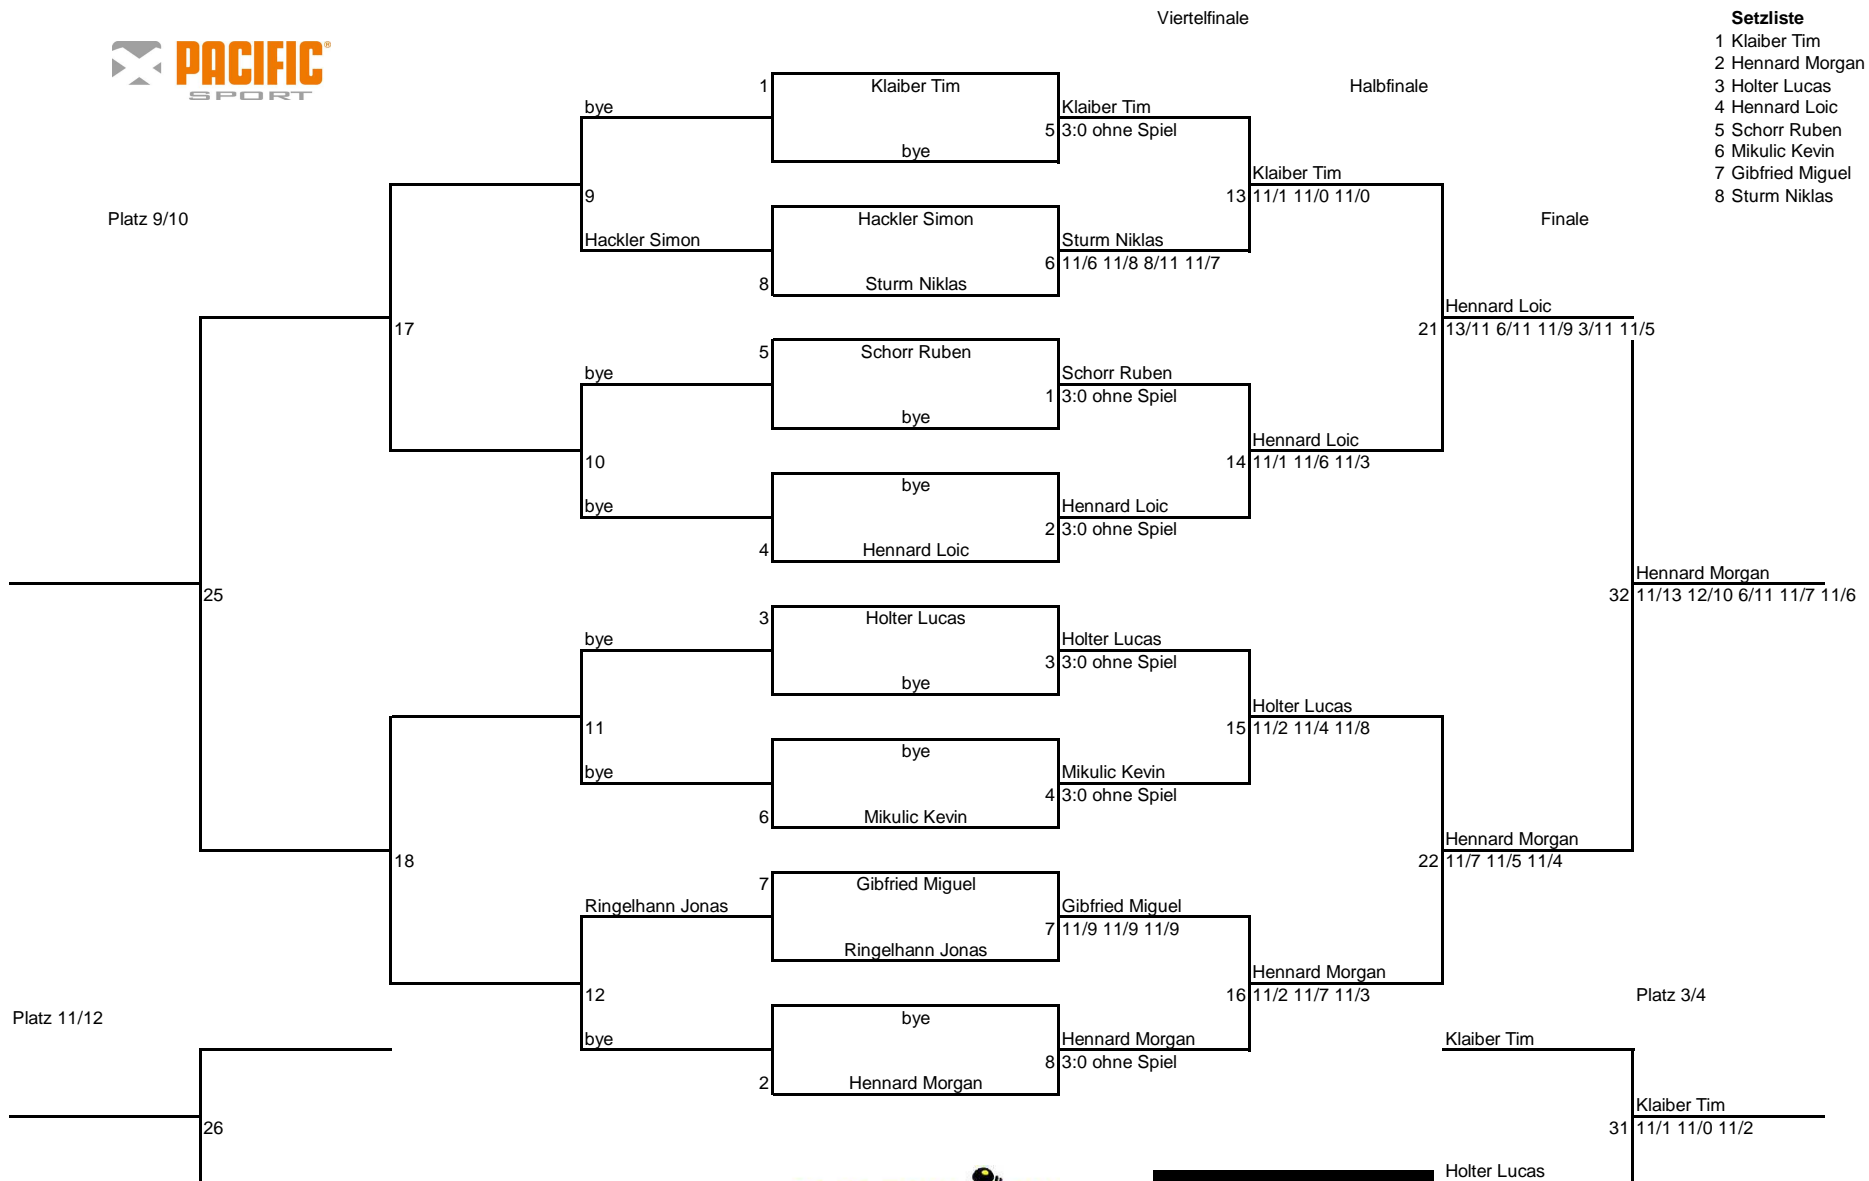 Viertelfinale
Setzliste
1 Klaiber Tim
2 Hennard Morgan
3 Holter Lucas
4 Hennard Loic
5 Schorr Ruben
6 Mikulic Kevin
7 Gibfried Miguel
8 Sturm Niklas
PACIFIC®
SPORT
Halbfinale
1 Klaiber Tim
bye
bye
Klaiber Tim
5 3:0 ohne Spiel
Klaiber Tim
13 11/1 11/0 11/0
9
Platz 9/10
Hackler Simon
Finale
Hackler Simon
Sturm Niklas
6 11/6 11/8 8/11 11/7
8 Sturm Niklas
Hennard Loic
21 13/11 6/11 11/9 3/11 11/5
17
5 Schorr Ruben
bye
bye
Schorr Ruben
1 3:0 ohne Spiel
Hennard Loic
14 11/1 11/6 11/3
10
bye
bye
Hennard Loic
2 3:0 ohne Spiel
4 Hennard Loic
25
Hennard Morgan
32 11/13 12/10 6/11 11/7 11/6
3 Holter Lucas
bye
bye
Holter Lucas
3 3:0 ohne Spiel
Holter Lucas
15 11/2 11/4 11/8
11
bye
bye
Mikulic Kevin
4 3:0 ohne Spiel
6 Mikulic Kevin
Hennard Morgan
22 11/7 11/5 11/4
18
7 Gibfried Miguel
Ringelhann Jonas
Ringelhann Jonas
Gibfried Miguel
7 11/9 11/9 11/9
Hennard Morgan
16 11/2 11/7 11/3
12
Platz 3/4
Platz 11/12
bye
bye
Hennard Morgan
8 3:0 ohne Spiel
2 Hennard Morgan
Klaiber Tim
Klaiber Tim
31 11/1 11/0 11/2
26
Holter Lucas